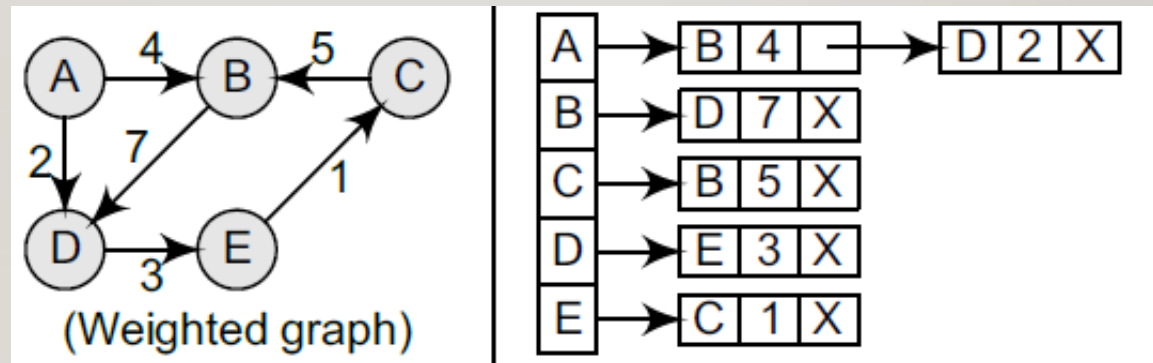 A 4 B 5 C
2 7 1
D 3 E
(Weighted graph)
A B 4 D 2 X
B D 7 X
C B 5 X
D E 3 X
E C 1 X